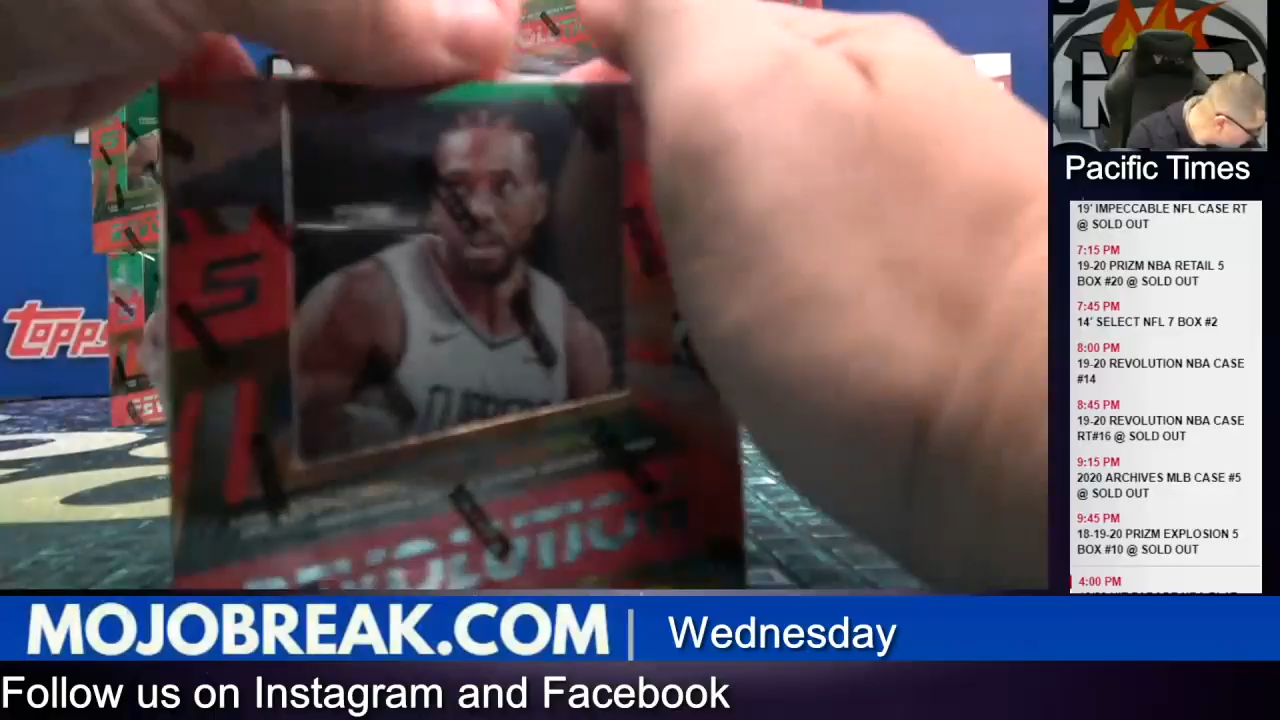 TOPPS
S
REVOLUTION
Pacific Times
19' IMPECCABLE NFL CASE RT
@ SOLD OUT
7:15 PM
19-20 PRIZM NBA RETAIL 5
BOX #20 @ SOLD OUT
7:45 PM
14' SELECT NFL 7 BOX #2
8:00 PM
19-20 REVOLUTION NBA CASE
#14
8:45 PM
19-20 REVOLUTION NBA CASE
RT#16 @ SOLD OUT
9:15 PM
2020 ARCHIVES MLB CASE #5
@ SOLD OUT
9:45 PM
18-19-20 PRIZM EXPLOSION 5
BOX #10 @ SOLD OUT
4:00 PM
MOJOBREAK.COM | Wednesday
Follow us on Instagram and Facebook